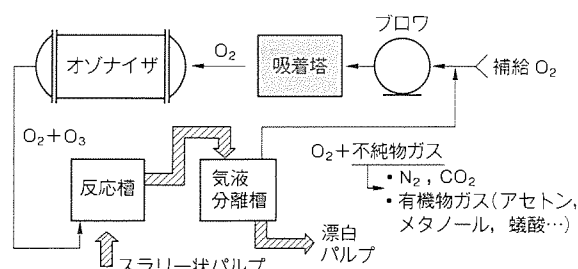 ブロワ
オゾナイザ
O₂
吸着塔
補給 O₂
O₂+O₃
O₂+不純物ガス
・N₂ , CO₂
・有機物ガス(アセトン,
メタノール, 蟻酸…)
反応槽
気液
分離槽
漂白
パルプ
スラリー状パルプ